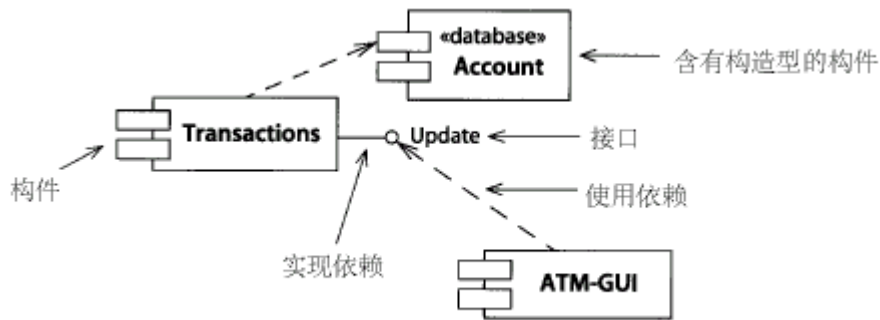 «database»
Account
含有构造型的构件
Transactions
Update
接口
构件
使用依赖
实现依赖
ATM-GUI